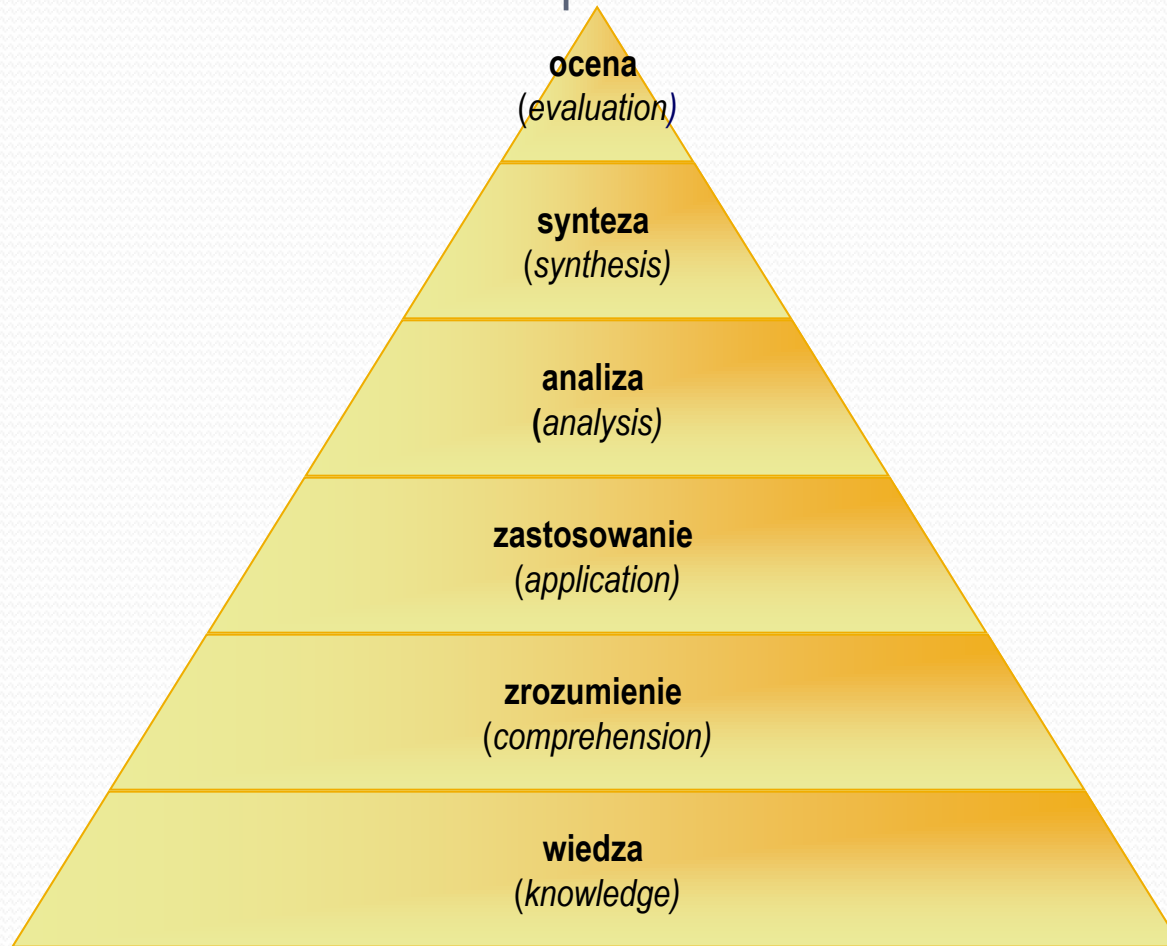 ocena
(evaluation)
synteza
(synthesis)
analiza
(analysis)
zastosowanie
(application)
zrozumienie
(comprehension)
wiedza
(knowledge)